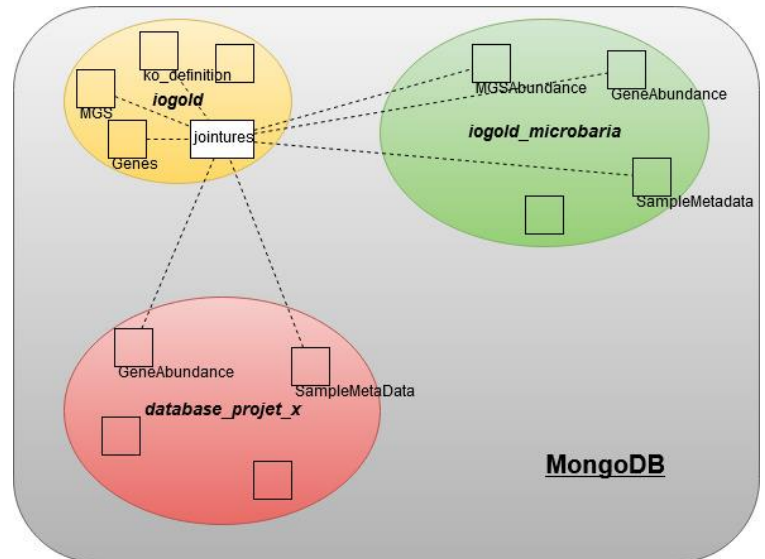 ko_definition
iogold
MGS
jointures
Genes
MGSAbundance
GeneAbundance
iogold_microbaria
SampleMetadata
GeneAbundance
SampleMetaData
database_projet_x
MongoDB